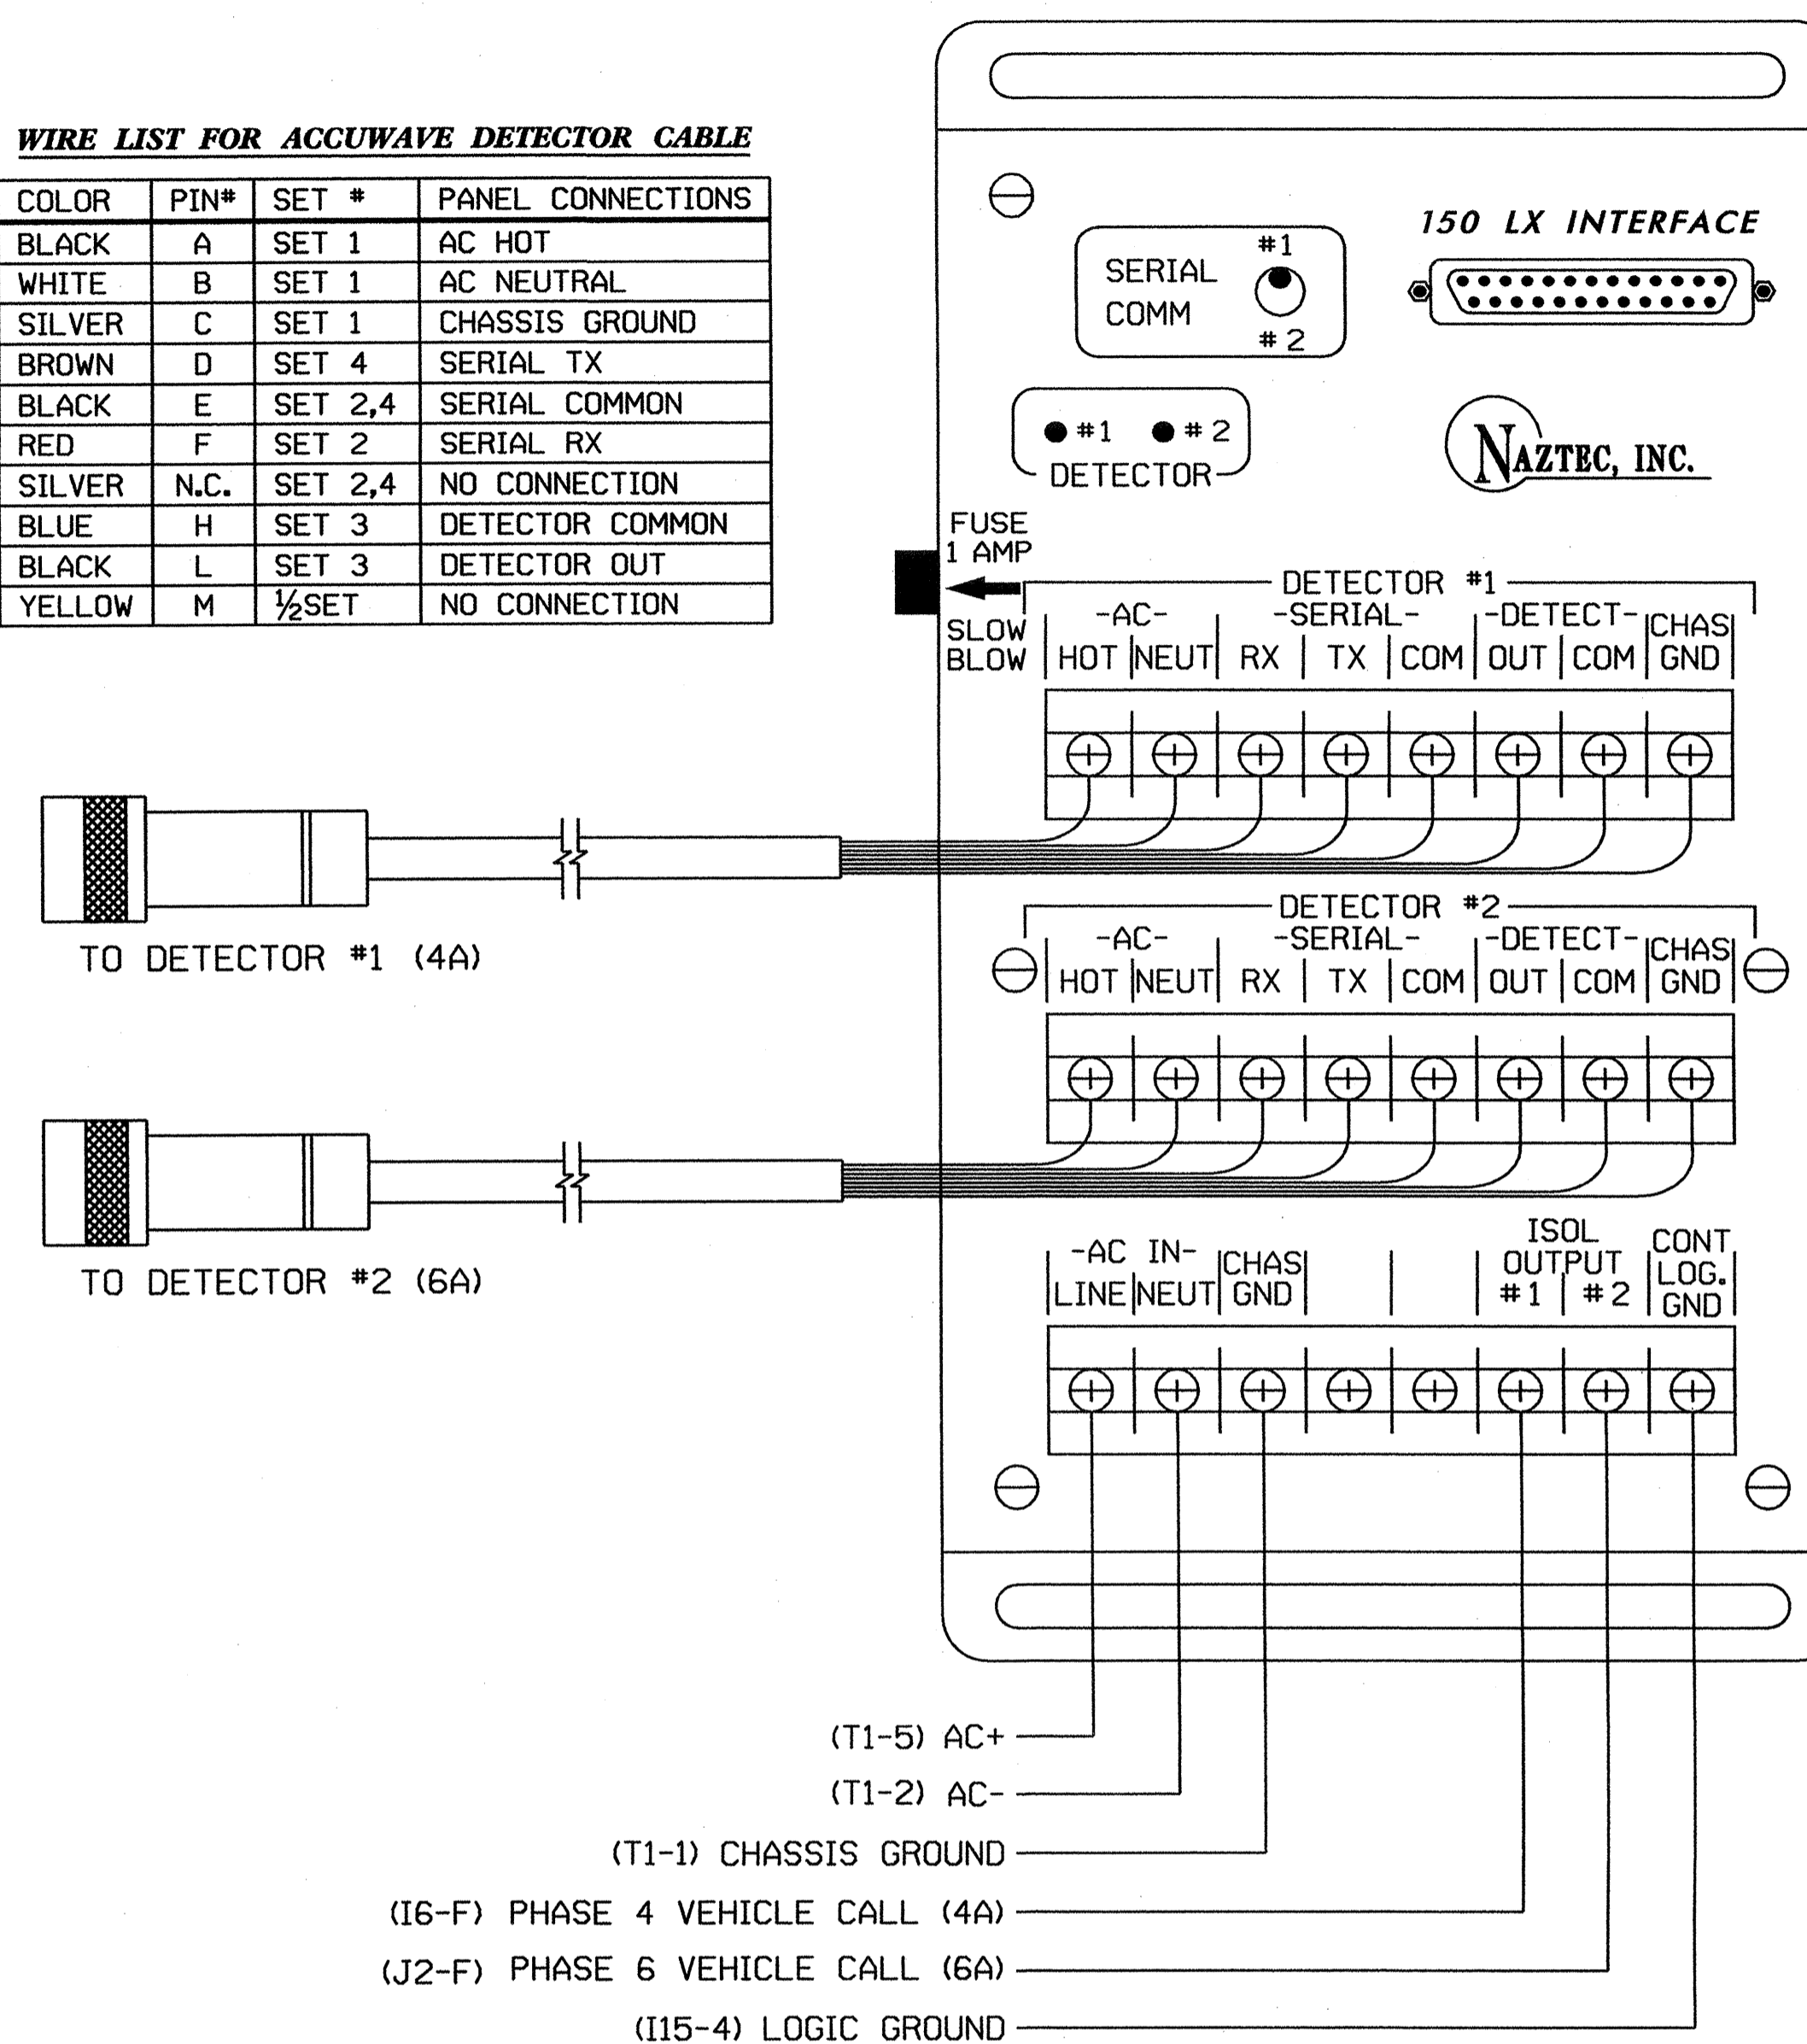 WIRE LIST FOR ACCUWAVE DETECTOR CABLE
COLOR PIN# SET # PANEL CONNECTIONS
BLACK A SET 1 AC HOT
WHITE B SET 1 AC NEUTRAL
SILVER C SET 1 CHASSIS GROUND
BROWN D SET 4 SERIAL TX
BLACK E SET 2,4 SERIAL COMMON
RED F SET 2 SERIAL RX
SILVER N.C. SET 2,4 NO CONNECTION
BLUE H SET 3 DETECTOR COMMON
BLACK L SET 3 DETECTOR OUT
YELLOW M ½SET NO CONNECTION
150 LX INTERFACE
SERIAL COMM
#1
#2
#1 #2
DETECTOR
NAZTEC, INC.
FUSE
1 AMP
SLOW
BLOW
DETECTOR #1
-AC- -SERIAL- -DETECT- CHAS
HOT NEUT RX TX COM OUT COM GND
TO DETECTOR #1 (4A)
DETECTOR #2
-AC- -SERIAL- -DETECT- CHAS
HOT NEUT RX TX COM OUT COM GND
TO DETECTOR #2 (6A)
-AC IN-
LINE NEUT
CHAS
GND
ISOL
OUTPUT
#1 #2
CONT
LOG.
GND
(T1-5) AC+
(T1-2) AC-
(T1-1) CHASSIS GROUND
(I6-F) PHASE 4 VEHICLE CALL (4A)
(J2-F) PHASE 6 VEHICLE CALL (6A)
(I15-4) LOGIC GROUND